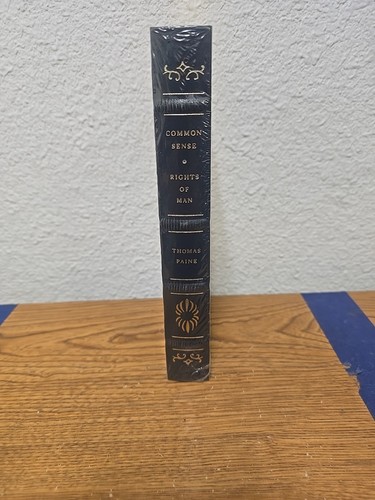 COMMON
SENSE
RIGHTS
OF
MAN
THOMAS
PAINE